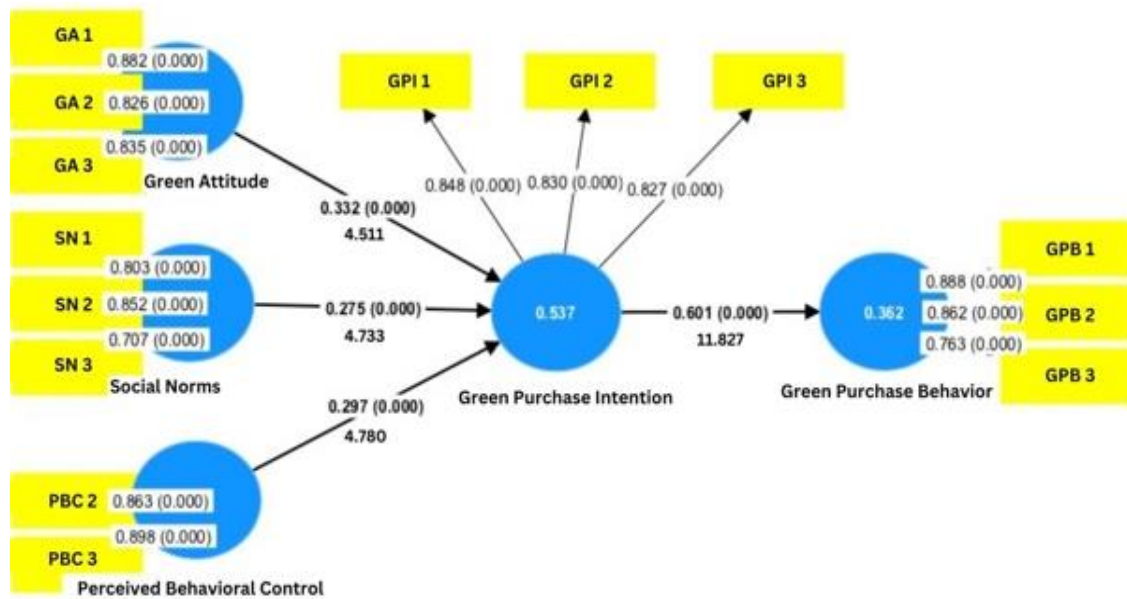 GA 1
0.882 (0.000)
GA 2
0.826 (0.000)
GA 3
0.835 (0.000)
Green Attitude
GPI 1
GPI 2
GPI 3
0.848 (0.000)
0.830 (0.000)
0.827 (0.000)
0.332 (0.000)
4.511
SN 1
0.803 (0.000)
SN 2
0.852 (0.000)
SN 3
0.707 (0.000)
Social Norms
0.275 (0.000)
4.733
0.537
Green Purchase Intention
0.601 (0.000)
11.827
0.362
Green Purchase Behavior
GPB 1
0.888 (0.000)
GPB 2
0.862 (0.000)
GPB 3
0.763 (0.000)
0.297 (0.000)
4.780
PBC 2
0.863 (0.000)
PBC 3
0.898 (0.000)
Perceived Behavioral Control